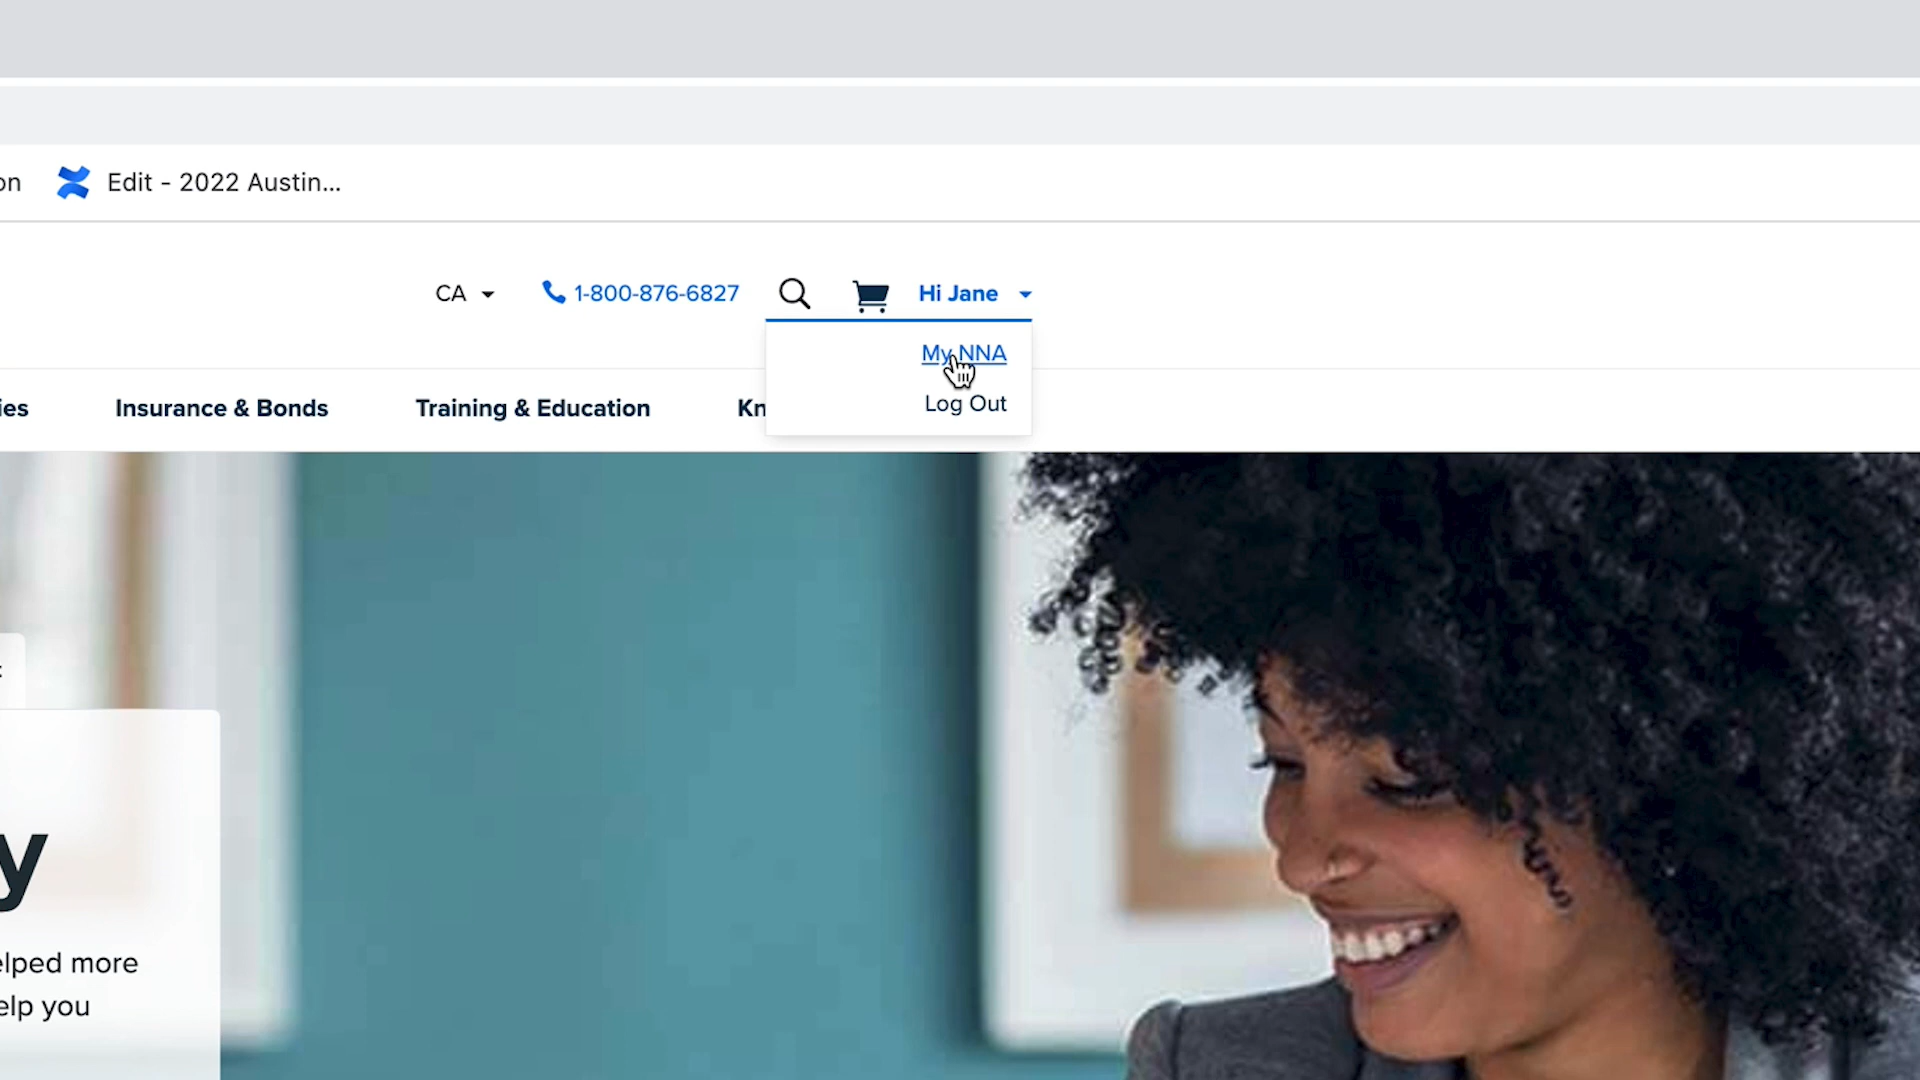 on Edit - 2022 Austin...
CA 1-800-876-6827 Hi Jane
My NNA
Log Out
ies Insurance & Bonds Training & Education Kn
y
elped more
elp you